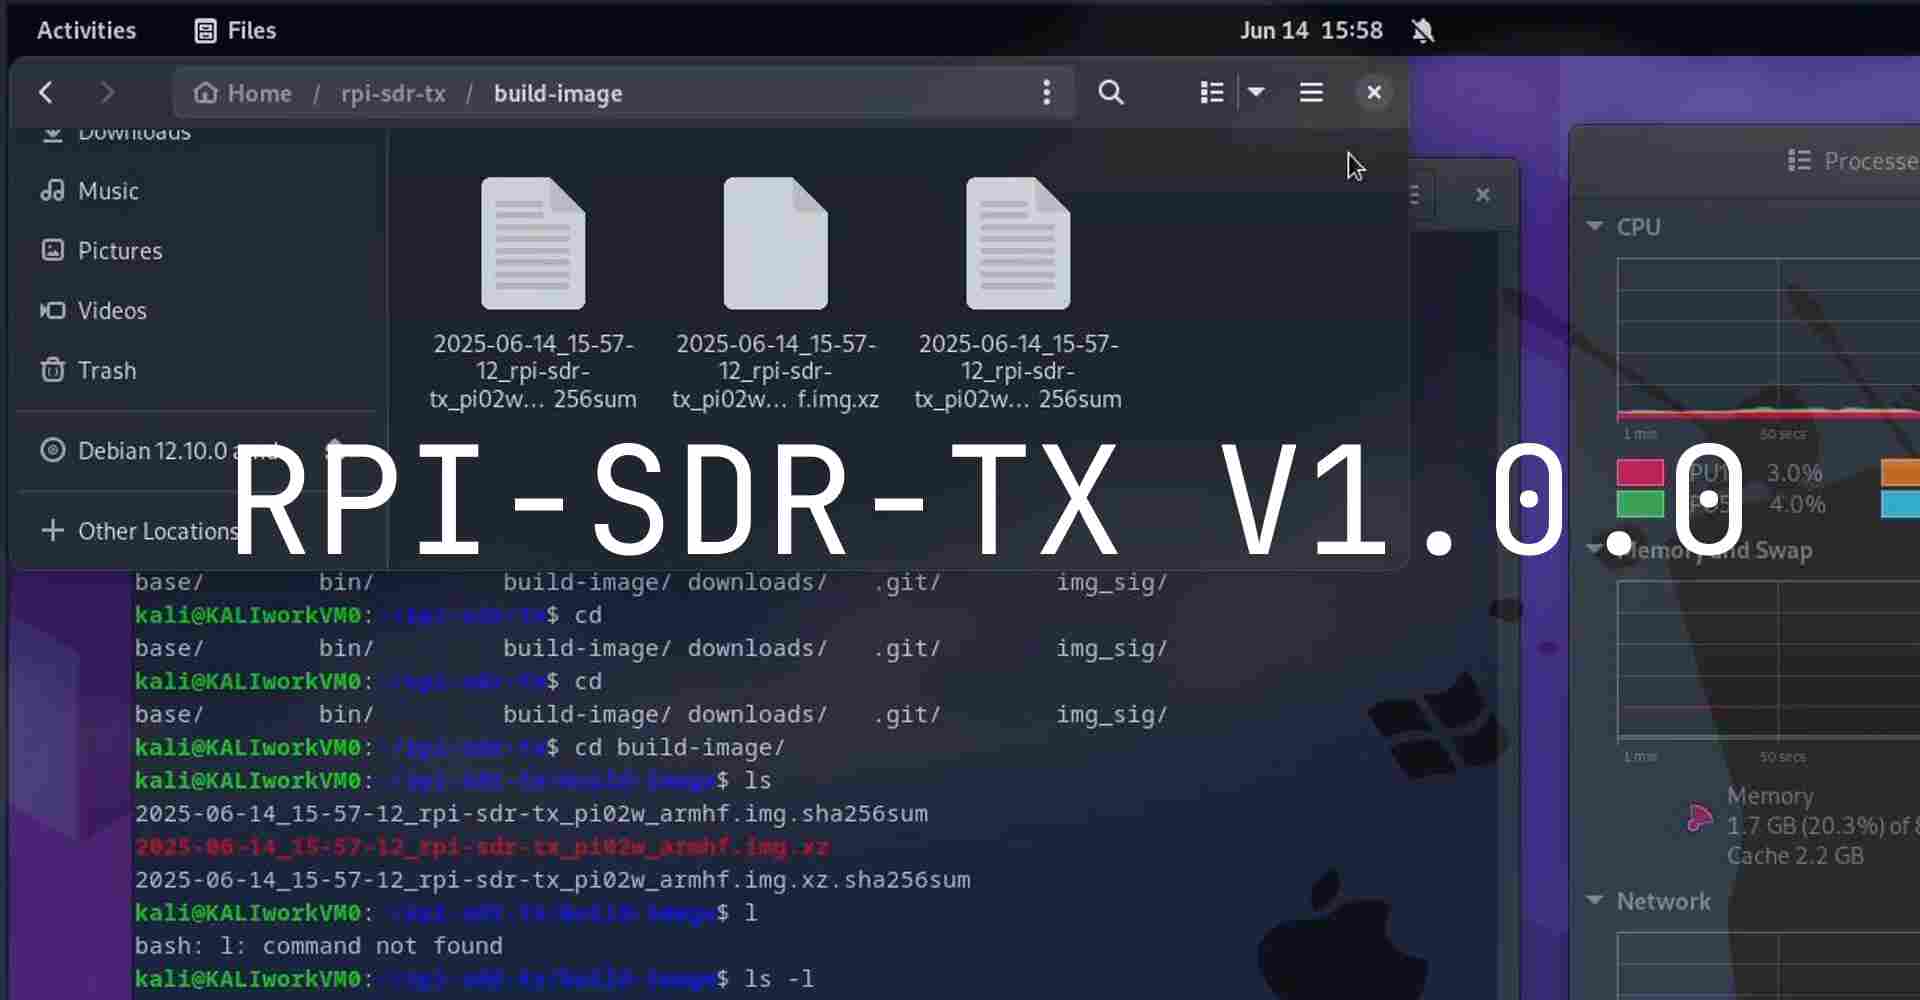 Activities Files Jun 14 15:58
Home / rpi-sdr-tx / build-image
Downloads
Music
Pictures
Videos
Trash
Debian 12.10.0
Other Locations
2025-06-14_15-57-
12_rpi-sdr-
tx_pi02w... 256sum
2025-06-14_15-57-
12_rpi-sdr-
tx_pi02w... f.img.xz
2025-06-14_15-57-
12_rpi-sdr-
tx_pi02w... 256sum
RPI-SDR-TX V1.0.0
Processe
CPU
1 min 50 secs
3.0%
4.0%
Memory and Swap
1 min 50 secs
Memory
1.7 GB (20.3%) of
Cache 2.2 GB
Network
base/ bin/ build-image/ downloads/ .git/ img_sig/
kali@KALIworkVM0:~/rpi-sdr-tx$ cd
base/ bin/ build-image/ downloads/ .git/ img_sig/
kali@KALIworkVM0:~/rpi-sdr-tx$ cd
base/ bin/ build-image/ downloads/ .git/ img_sig/
kali@KALIworkVM0:~/rpi-sdr-tx$ cd build-image/
kali@KALIworkVM0:~/rpi-sdr-tx/build-image$ ls
2025-06-14_15-57-12_rpi-sdr-tx_pi02w_armhf.img.sha256sum
2025-06-14_15-57-12_rpi-sdr-tx_pi02w_armhf.img.xz
2025-06-14_15-57-12_rpi-sdr-tx_pi02w_armhf.img.xz.sha256sum
kali@KALIworkVM0:~/rpi-sdr-tx/build-image$ l
bash: l: command not found
kali@KALIworkVM0:~/rpi-sdr-tx/build-image$ ls -l